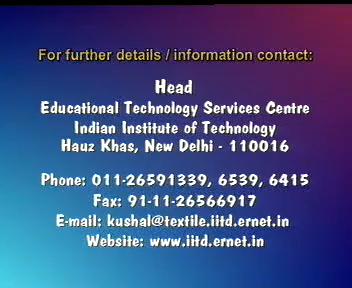 For further details / information contact:
Head
Educational Technology Services Centre
Indian Institute of Technology
Hauz Khas, New Delhi - 110016
Phone: 011-26591339, 6539, 6415
Fax: 91-11-26566917
E-mail: kushal@textile.iitd.ernet.in
Website: www.iitd.ernet.in